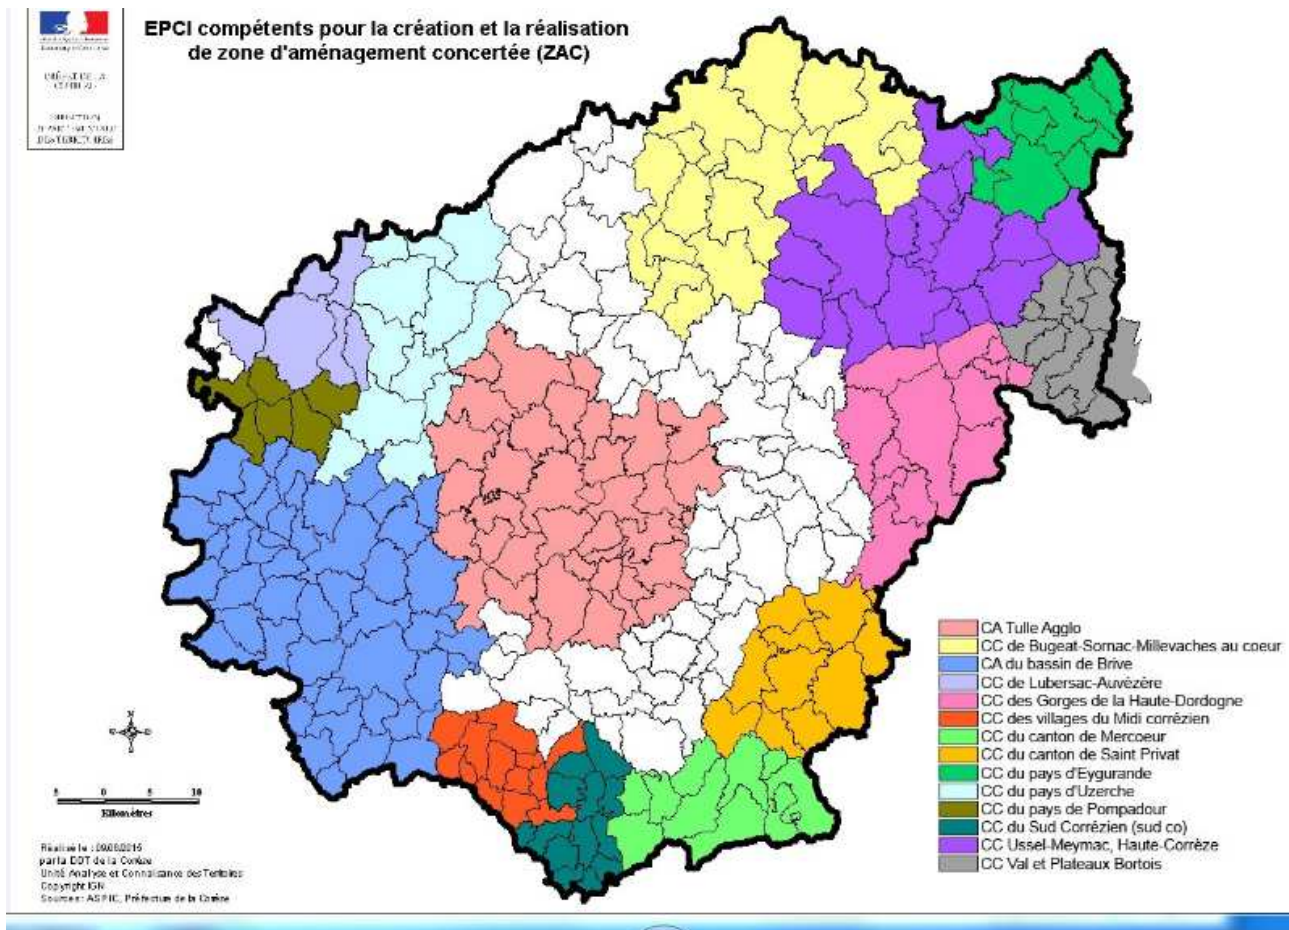 EPCI compétents pour la création et la réalisation
de zone d'aménagement concertée (ZAC)
CA Tulle Agglo
CC de Bugeat-Sornac-Millevaches au coeur
CA du bassin de Brive
CC de Lubersac-Auvézère
CC des Gorges de la Haute-Dordogne
CC des villages du Midi corrézien
CC du canton de Mercoeur
CC du canton de Saint Privat
CC du pays d'Eygurande
CC du pays d'Uzerche
CC du pays de Pompadour
CC du Sud Corrézien (sud co)
CC Ussel-Meymac, Haute-Corrèze
CC Val et Plateaux Bortois
N
5 0 10
Kilomètres
Réalisé le :
par la DDT de la Corrèze
Unité Analyse et Connaissance des Territoires
Copyright IGN
Sources : ASPIC, Préfecture de la Corrèze